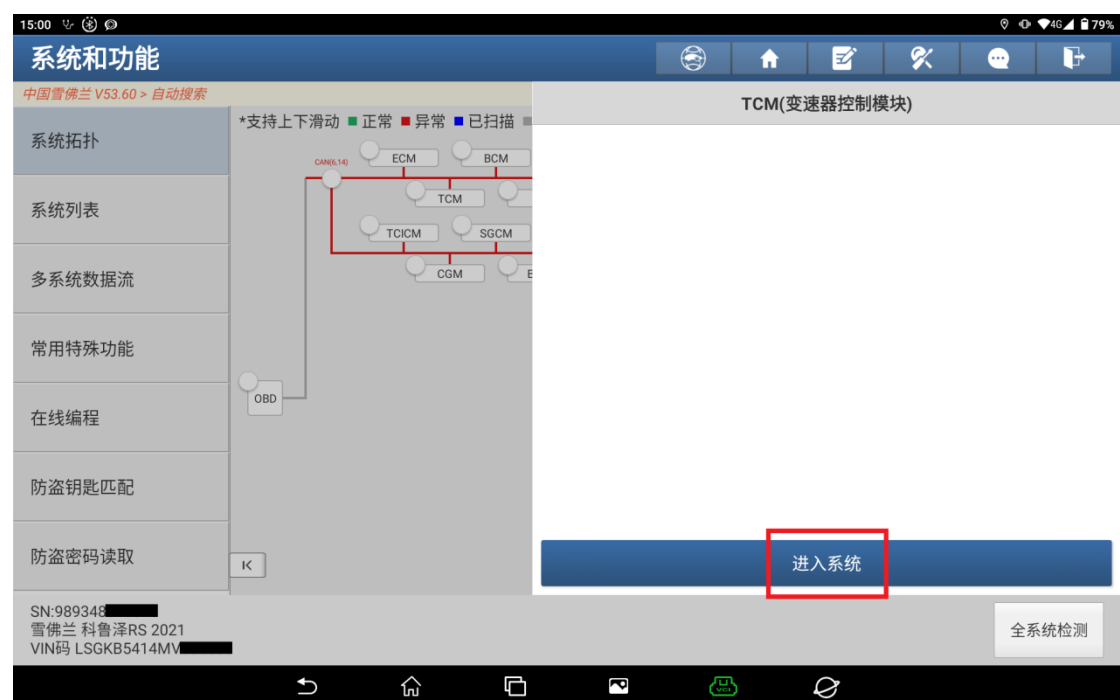 15:00
4G 79%
系统和功能
中国雪佛兰 V53.60 > 自动搜索
TCM(变速器控制模块)
*支持上下滑动 正常 异常 已扫描
系统拓扑
系统列表
多系统数据流
常用特殊功能
在线编程
防盗钥匙匹配
防盗密码读取
CAN(6,14)
ECM BCM
TCM
TCICM SGCM
CGM
OBD
K
进入系统
SN:989348
雪佛兰 科鲁泽RS 2021
VIN码 LSGKB5414MV
全系统检测
VCI